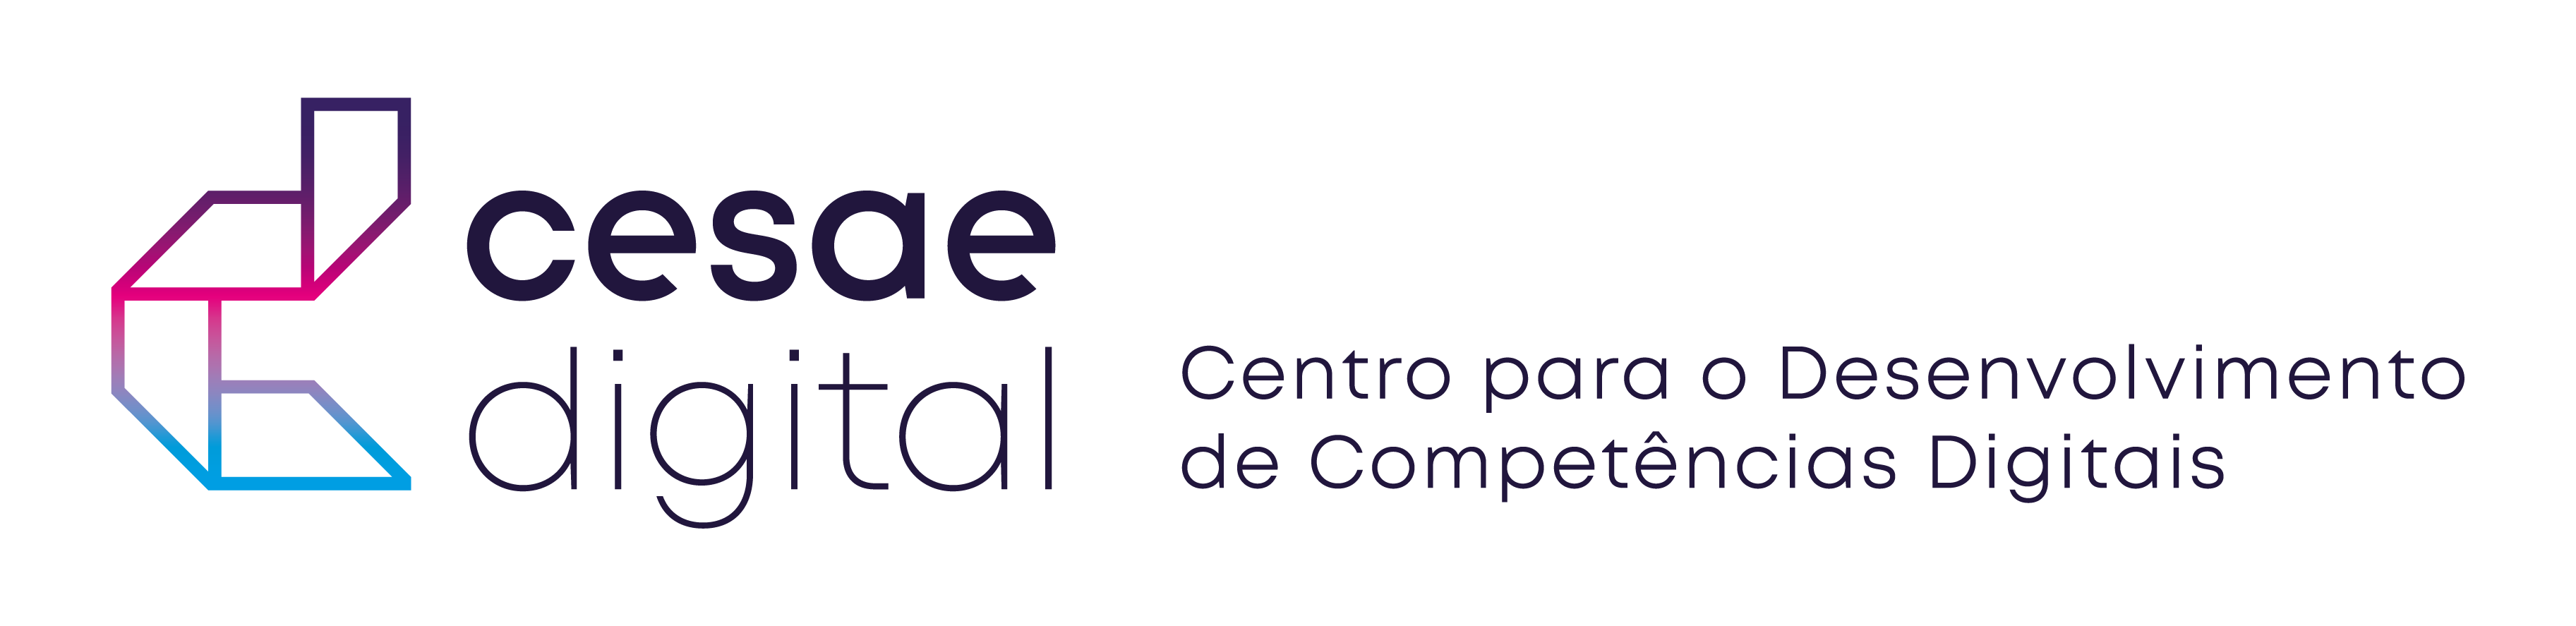 cesae
digital
Centro para o Desenvolvimento
de Competências Digitais